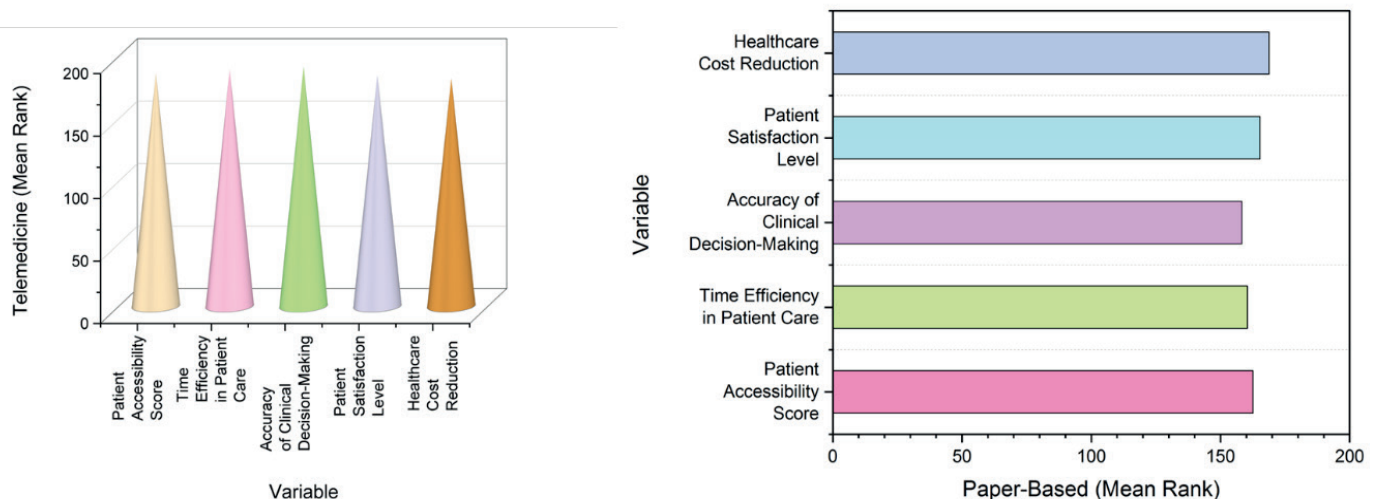 Telemedicine (Mean Rank)
200
150
100
50
0
Patient
Accessibility
Score
Time
Efficiency
in Patient
Care
Accuracy
of Clinical
Decision-Making
Patient
Satisfaction
Level
Healthcare
Cost
Reduction
Variable
Variable
Healthcare
Cost Reduction
Patient
Satisfaction
Level
Accuracy of
Clinical
Decision-Making
Time Efficiency
in Patient Care
Patient
Accessibility
Score
0
50
100
150
200
Paper-Based (Mean Rank)